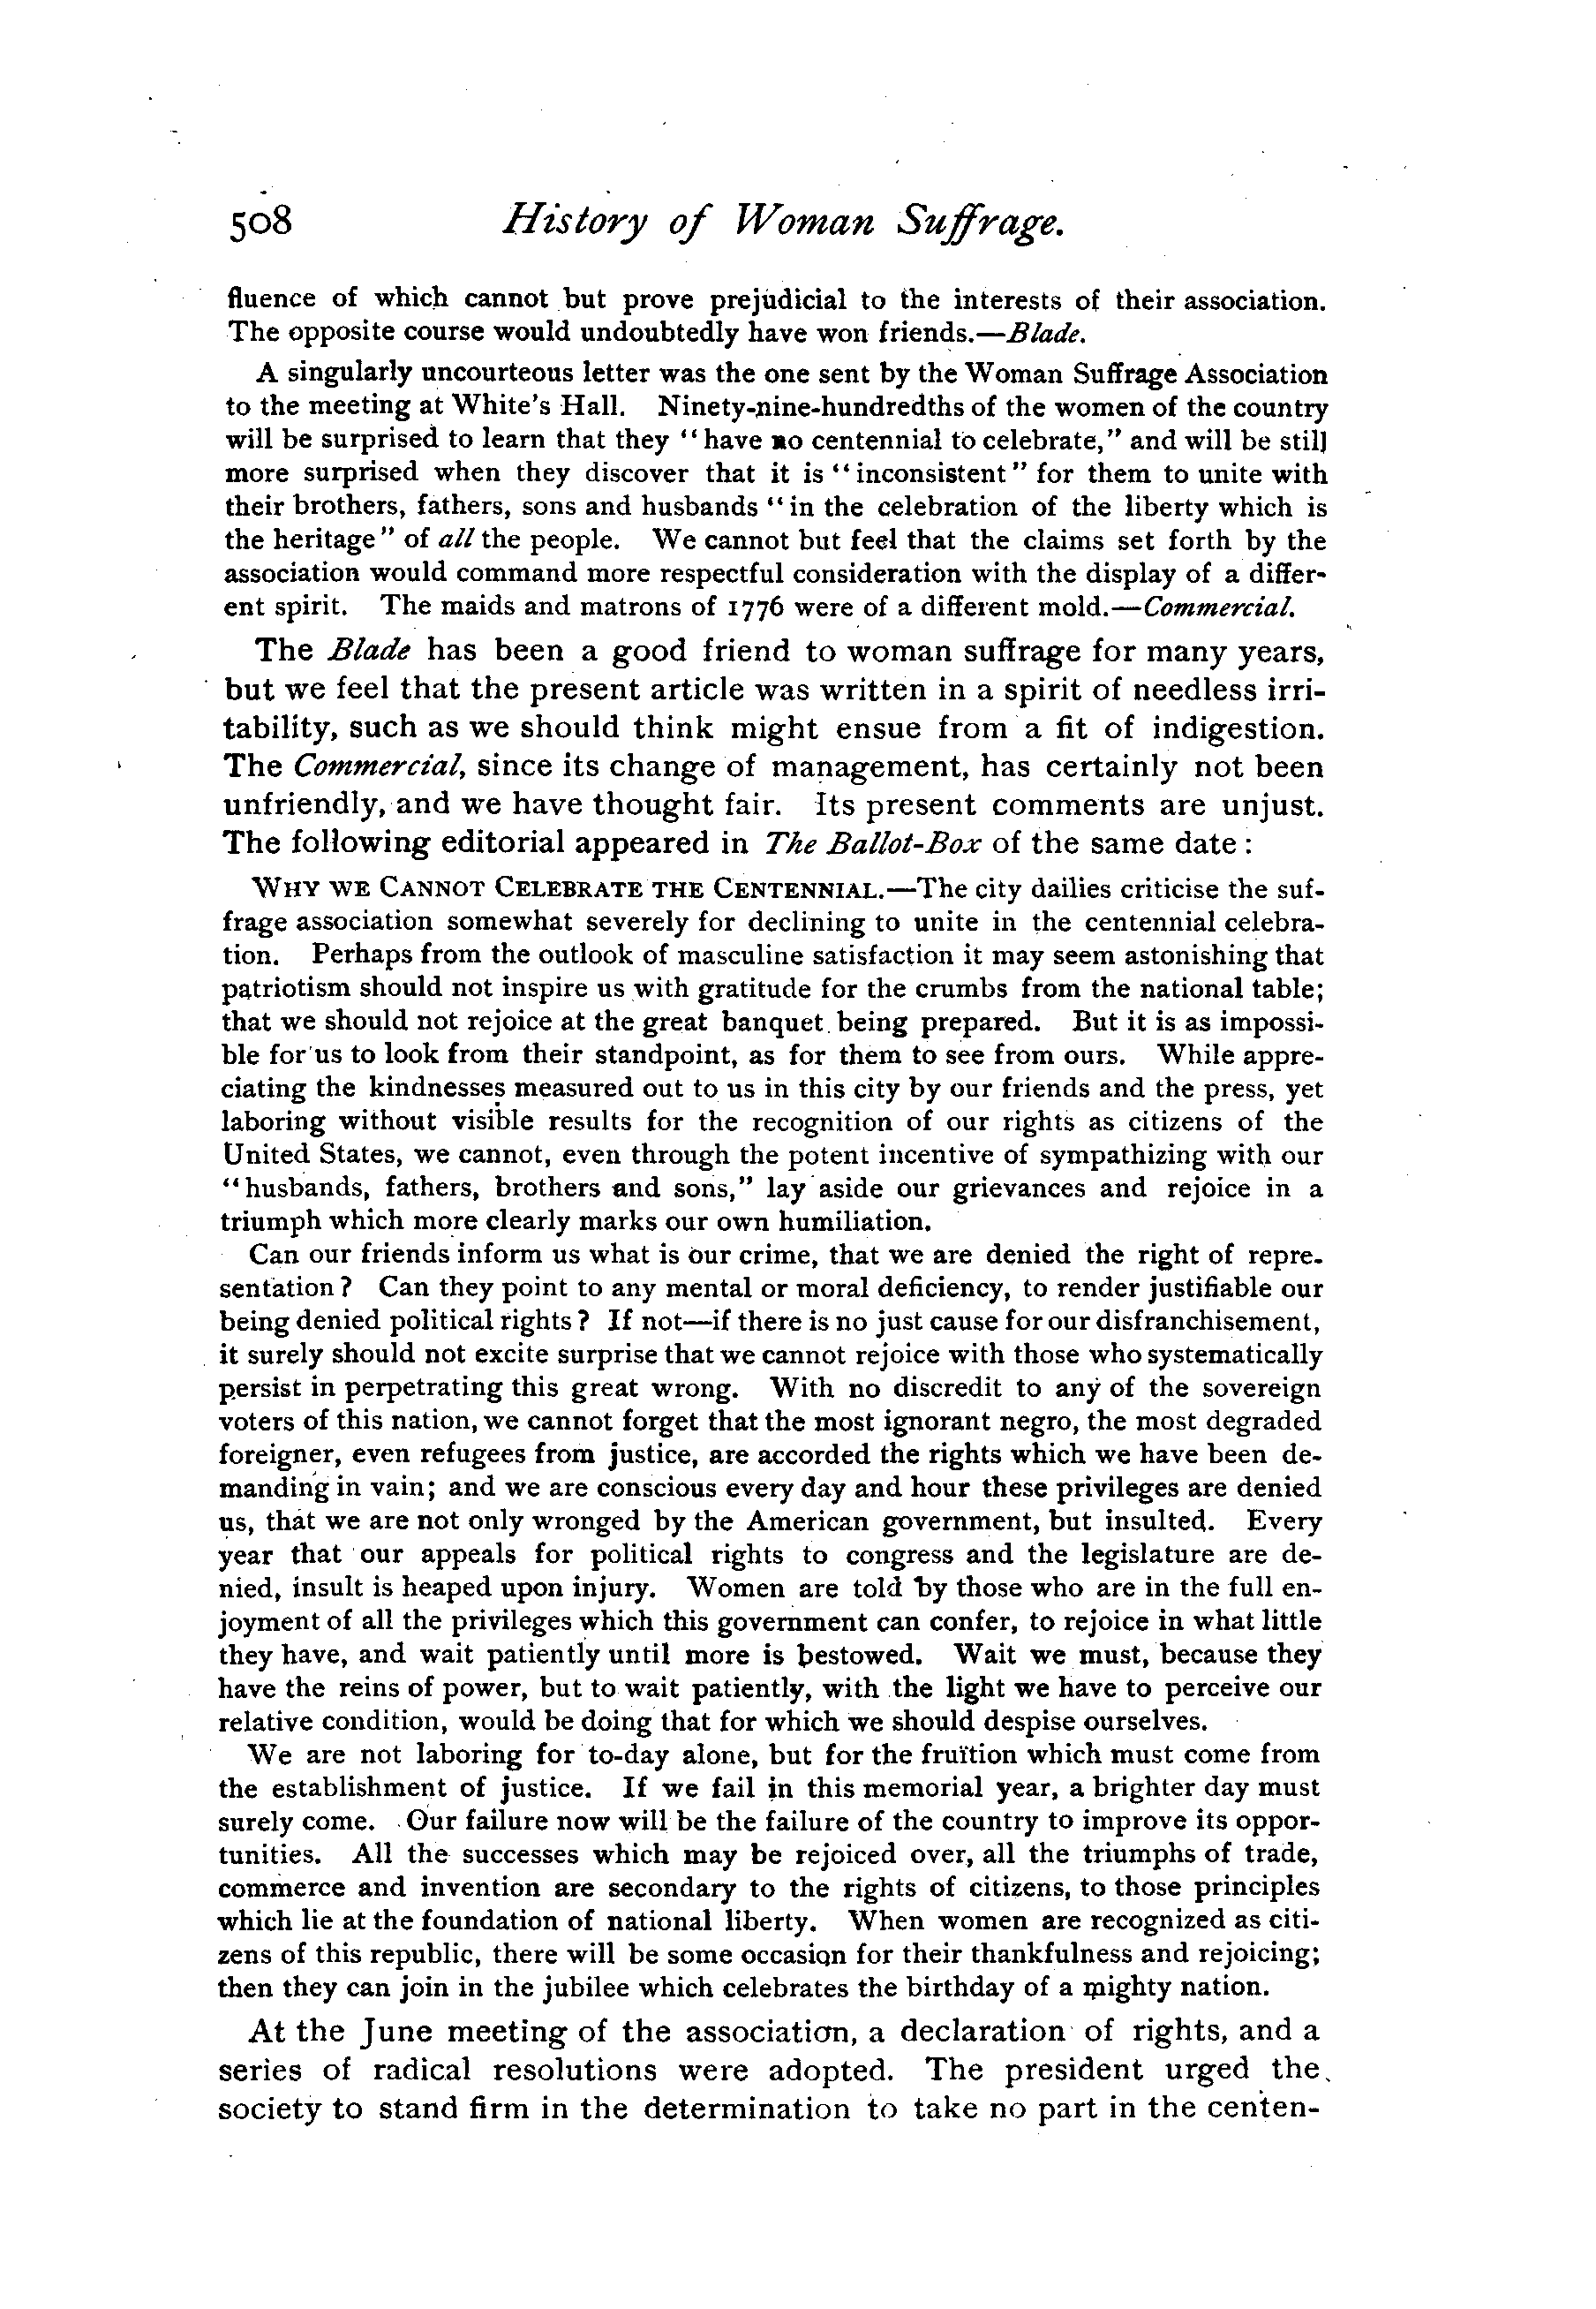 508 History of Woman Suffrage.
fluence of which cannot but prove prejudicial to the interests of their association.
The opposite course would undoubtedly have won friends.—Blade.
A singularly uncourteous letter was the one sent by the Woman Suffrage Association
to the meeting at White's Hall. Ninety-nine-hundredths of the women of the country
will be surprised to learn that they "have no centennial to celebrate," and will be still
more surprised when they discover that it is "inconsistent" for them to unite with
their brothers, fathers, sons and husbands "in the celebration of the liberty which is
the heritage" of all the people. We cannot but feel that the claims set forth by the
association would command more respectful consideration with the display of a differ-
ent spirit. The maids and matrons of 1776 were of a different mold.—Commercial.
The Blade has been a good friend to woman suffrage for many years,
but we feel that the present article was written in a spirit of needless irri-
tability, such as we should think might ensue from a fit of indigestion.
The Commercial, since its change of management, has certainly not been
unfriendly, and we have thought fair. Its present comments are unjust.
The following editorial appeared in The Ballot-Box of the same date:
WHY WE CANNOT CELEBRATE THE CENTENNIAL.—The city dailies criticise the suf-
frage association somewhat severely for declining to unite in the centennial celebra-
tion. Perhaps from the outlook of masculine satisfaction it may seem astonishing that
patriotism should not inspire us with gratitude for the crumbs from the national table;
that we should not rejoice at the great banquet being prepared. But it is as impossi-
ble for us to look from their standpoint, as for them to see from ours. While appre-
ciating the kindnesses measured out to us in this city by our friends and the press, yet
laboring without visible results for the recognition of our rights as citizens of the
United States, we cannot, even through the potent incentive of sympathizing with our
"husbands, fathers, brothers and sons," lay aside our grievances and rejoice in a
triumph which more clearly marks our own humiliation.
Can our friends inform us what is our crime, that we are denied the right of repre-
sentation? Can they point to any mental or moral deficiency, to render justifiable our
being denied political rights? If not—if there is no just cause for our disfranchisement,
it surely should not excite surprise that we cannot rejoice with those who systematically
persist in perpetrating this great wrong. With no discredit to any of the sovereign
voters of this nation, we cannot forget that the most ignorant negro, the most degraded
foreigner, even refugees from justice, are accorded the rights which we have been de-
manding in vain; and we are conscious every day and hour these privileges are denied
us, that we are not only wronged by the American government, but insulted. Every
year that our appeals for political rights to congress and the legislature are de-
nied, insult is heaped upon injury. Women are told by those who are in the full en-
joyment of all the privileges which this government can confer, to rejoice in what little
they have, and wait patiently until more is bestowed. Wait we must, because they
have the reins of power, but to wait patiently, with the light we have to perceive our
relative condition, would be doing that for which we should despise ourselves.
We are not laboring for to-day alone, but for the fruition which must come from
the establishment of justice. If we fail in this memorial year, a brighter day must
surely come. Our failure now will be the failure of the country to improve its oppor-
tunities. All the successes which may be rejoiced over, all the triumphs of trade,
commerce and invention are secondary to the rights of citizens, to those principles
which lie at the foundation of national liberty. When women are recognized as citi-
zens of this republic, there will be some occasion for their thankfulness and rejoicing;
then they can join in the jubilee which celebrates the birthday of a mighty nation.
At the June meeting of the association, a declaration of rights, and a
series of radical resolutions were adopted. The president urged the
society to stand firm in the determination to take no part in the centen-